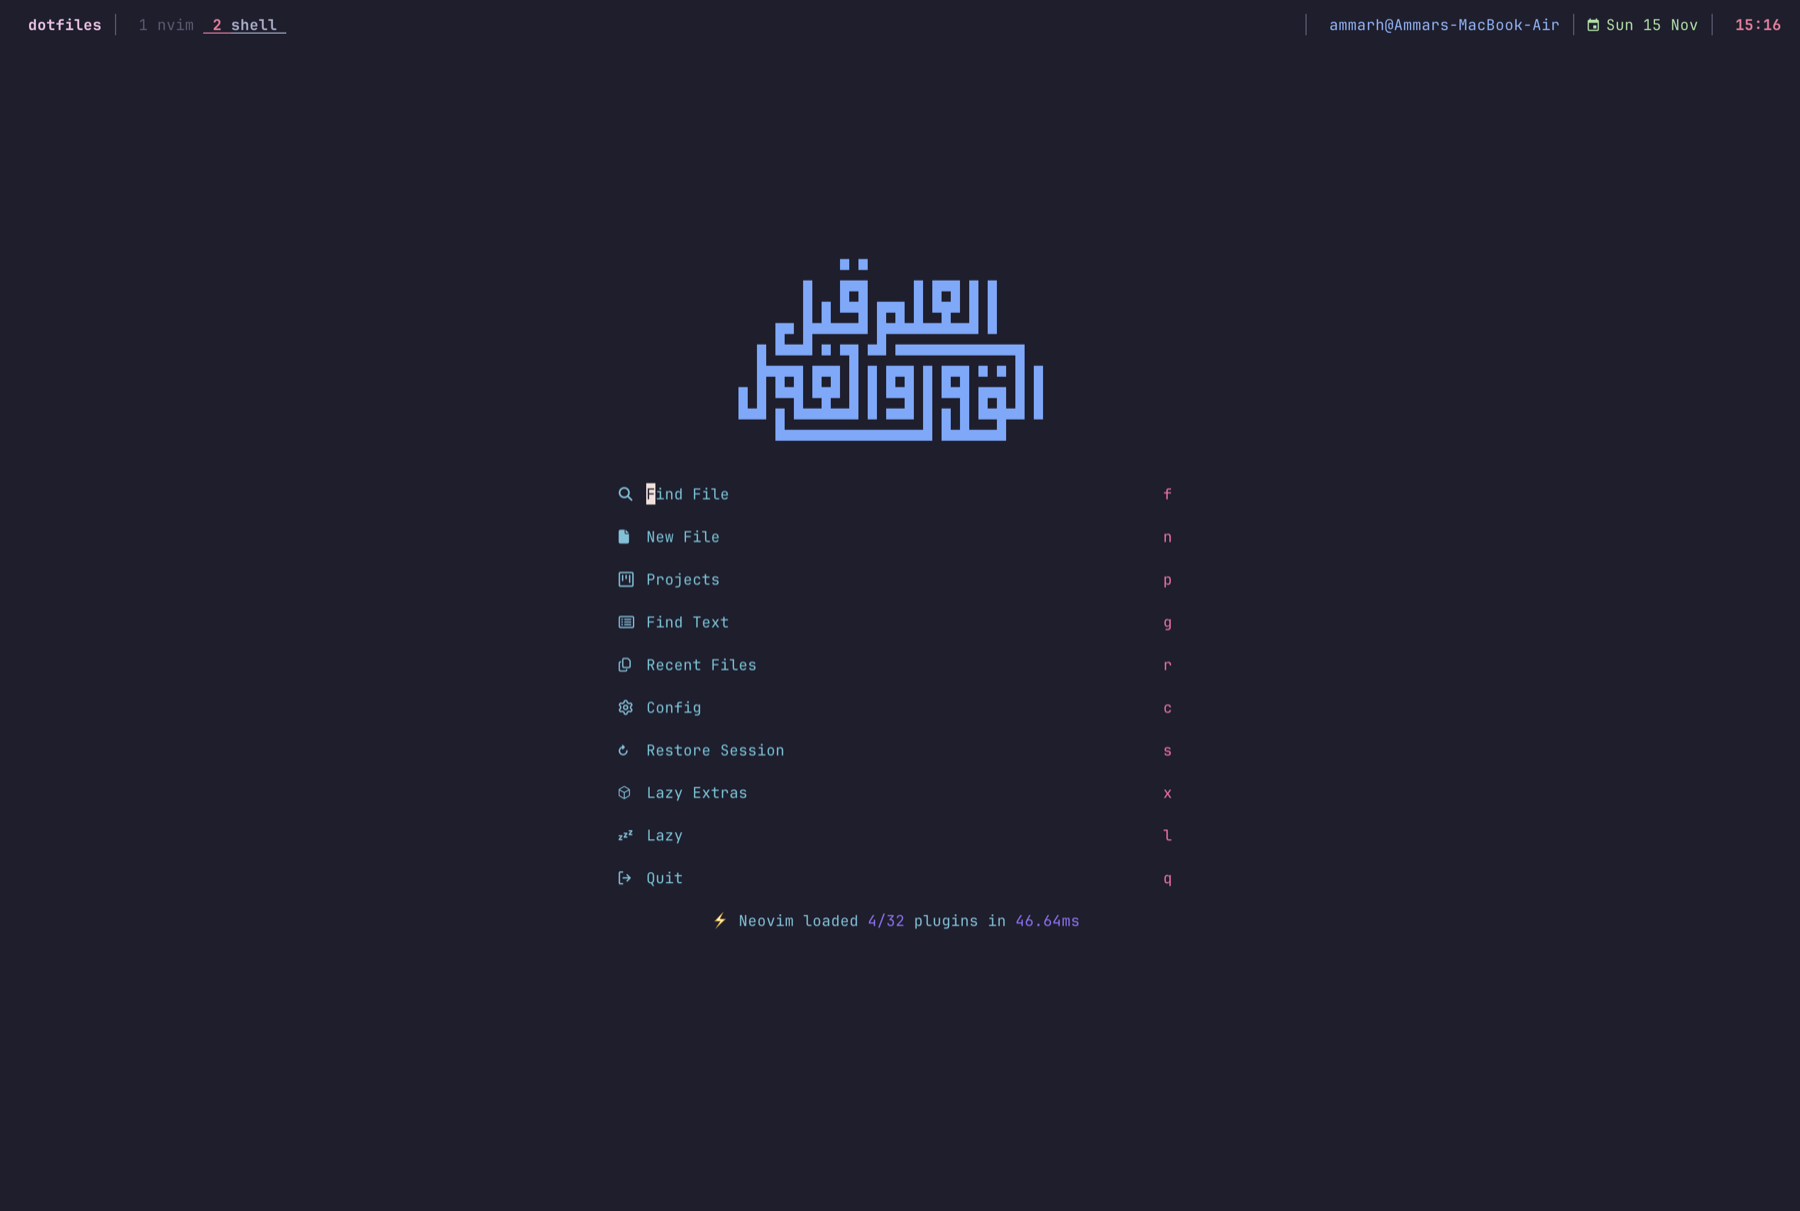 dotfiles 1 nvim 2 shell ammarh@Ammars-MacBook-Air Sun 15 Nov 15:16
العلم قبل
القول والعمل
Find File f
New File n
Projects p
Find Text g
Recent Files r
Config c
Restore Session s
Lazy Extras x
zzz Lazy l
Quit q
⚡ Neovim loaded 4/32 plugins in 46.64ms